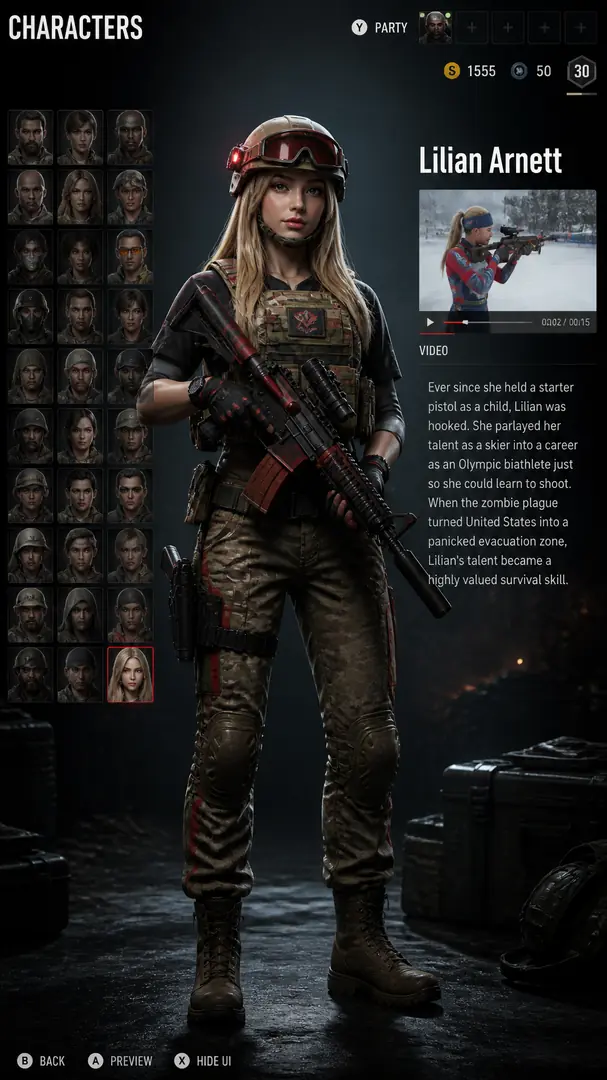 CHARACTERS
Y PARTY
S 1555 50 30
Lilian Arnett
00:02 / 00:15
VIDEO
Ever since she held a starter
pistol as a child, Lilian was
hooked. She parlayed her
talent as a skier into a career
as an Olympic biathlete just
so she could learn to shoot.
When the zombie plague
turned United States into a
panicked evacuation zone,
Lilian's talent became a
highly valued survival skill.
B BACK A PREVIEW X HIDE UI